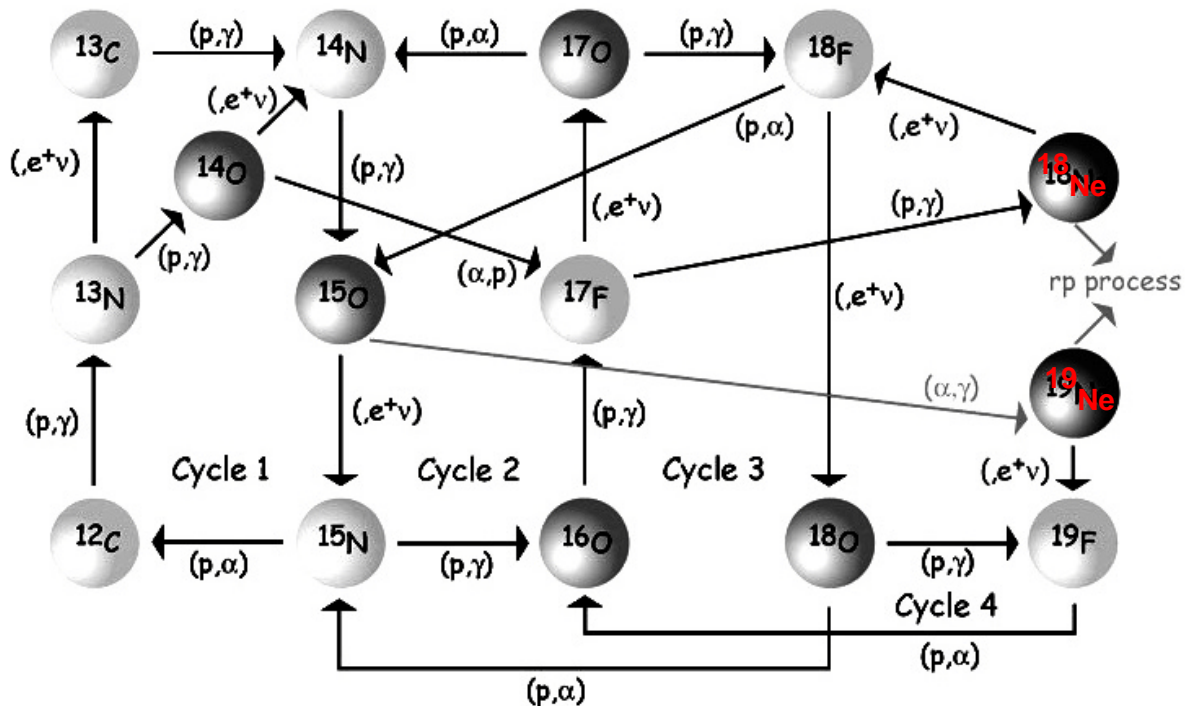 ¹³C
(p,γ)
¹⁴N
(p,α)
¹⁷O
(p,γ)
¹⁸F
(,e⁺ν)
(,e⁺ν)
¹⁴O
(p,γ)
(p,α)
(,e⁺ν)
¹⁸Ne
(,e⁺ν)
(p,γ)
(p,γ)
¹³N
¹⁵O
(α,p)
¹⁷F
(,e⁺ν)
rp process
¹⁹Ne
(p,γ)
(,e⁺ν)
(p,γ)
(α,γ)
Cycle 1
Cycle 2
Cycle 3
(,e⁺ν)
¹²C
(p,α)
¹⁵N
(p,γ)
¹⁶O
¹⁸O
(p,γ)
¹⁹F
Cycle 4
(p,α)
(p,α)